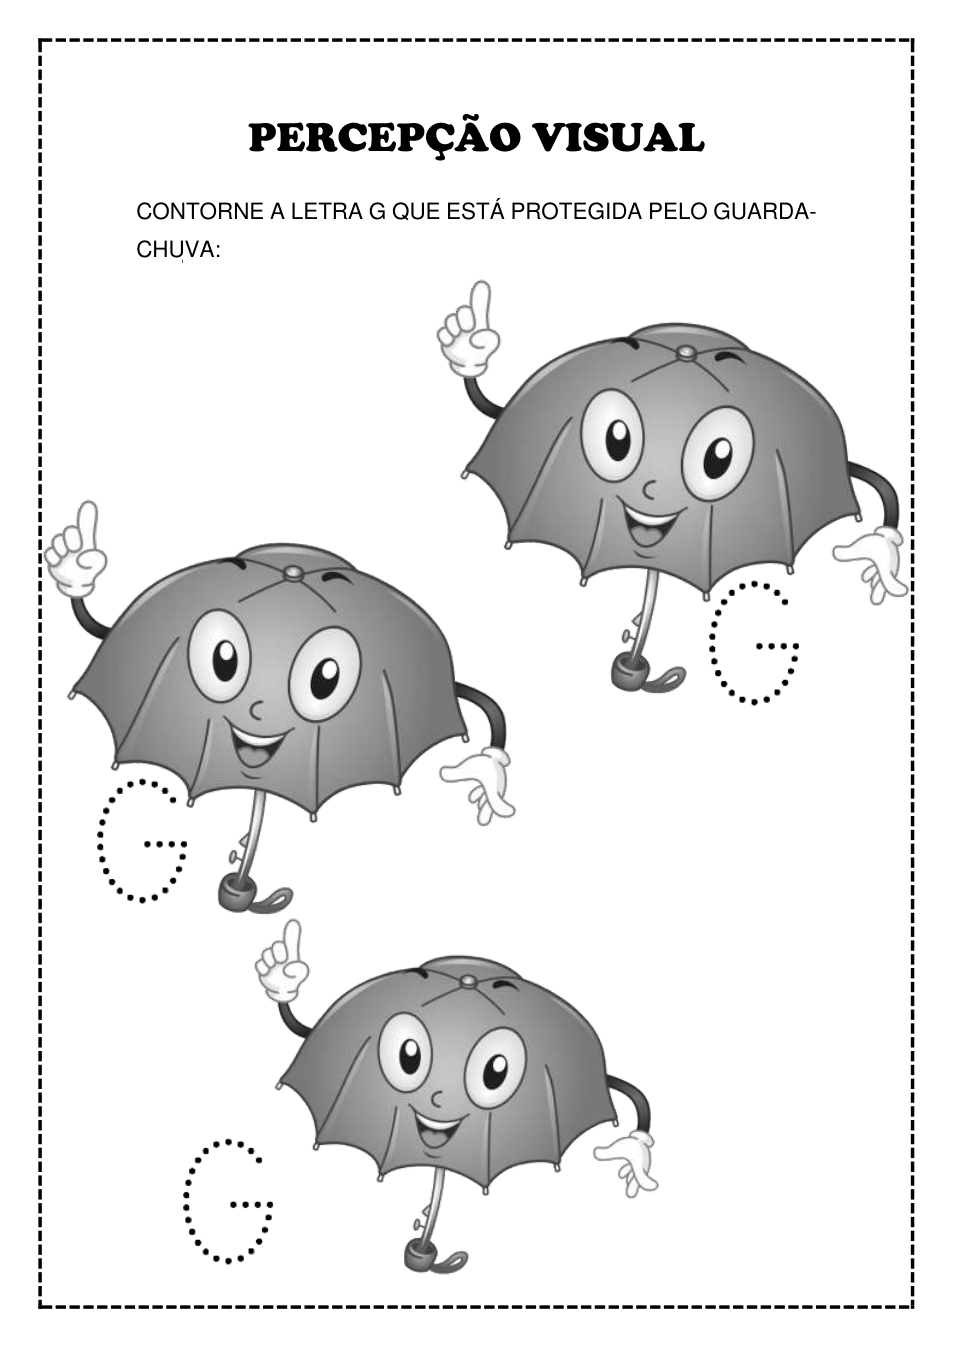 PERCEPÇÃO VISUAL
CONTORNE A LETRA G QUE ESTÁ PROTEGIDA PELO GUARDA-
CHUVA:
G
G
G